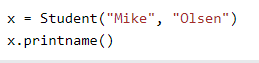 x = Student("Mike", "Olsen")
x.printname()